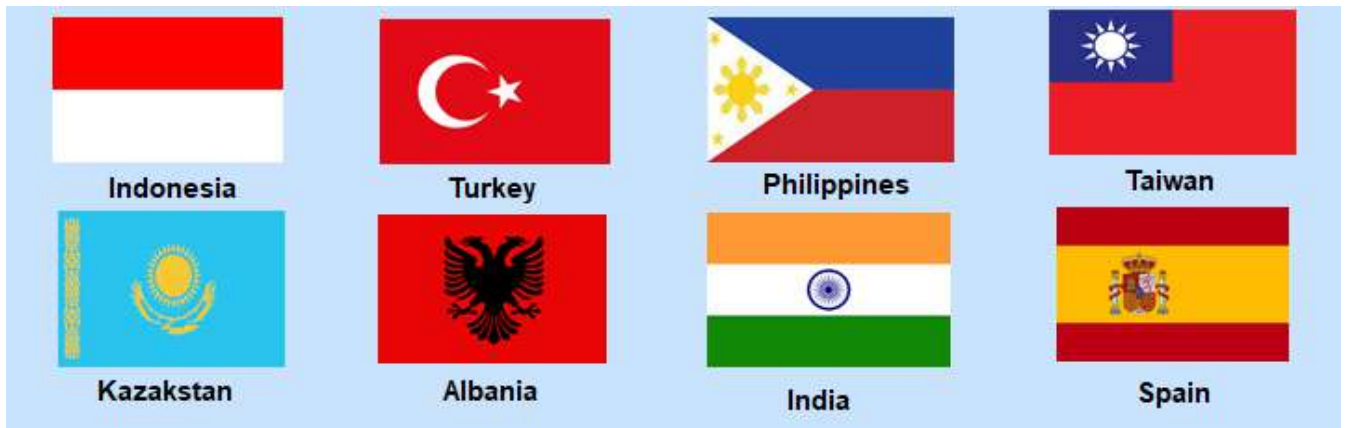 Indonesia
Turkey
Philippines
Taiwan
Kazakstan
Albania
India
Spain